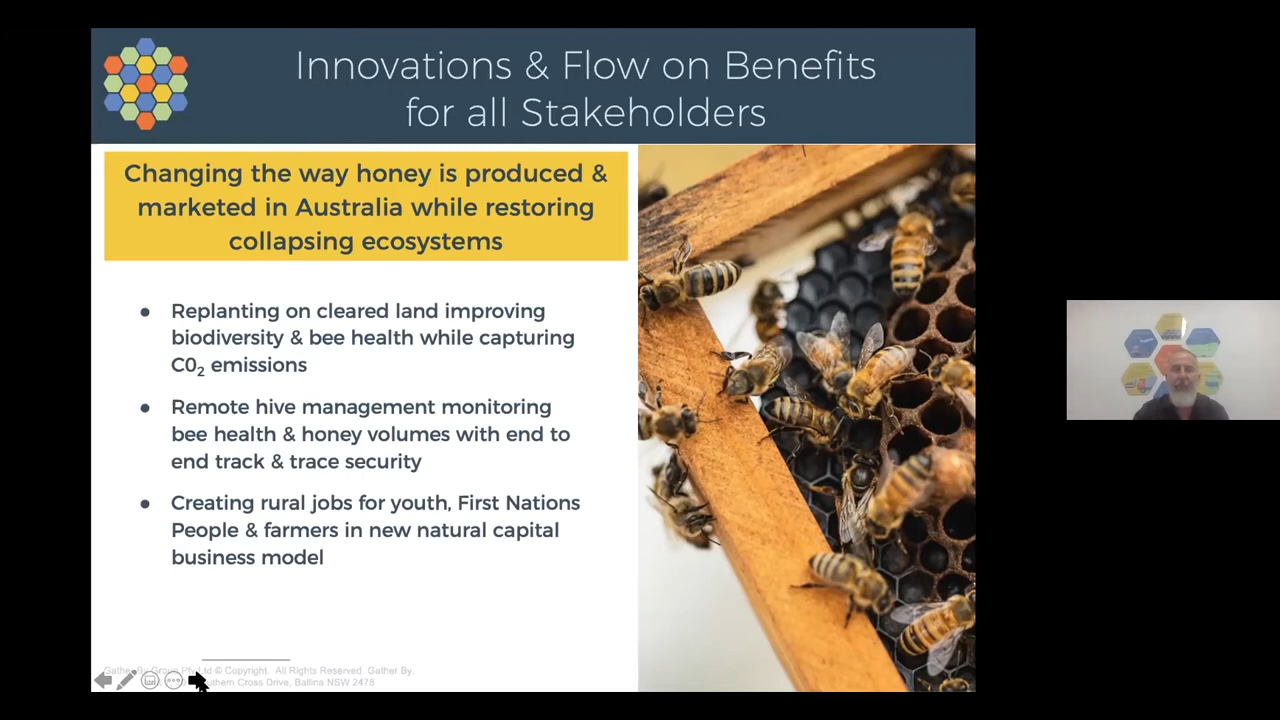 Innovations & Flow on Benefits
for all Stakeholders
Changing the way honey is produced &
marketed in Australia while restoring
collapsing ecosystems
● Replanting on cleared land improving
biodiversity & bee health while capturing
C0₂ emissions
● Remote hive management monitoring
bee health & honey volumes with end to
end track & trace security
● Creating rural jobs for youth, First Nations
People & farmers in new natural capital
business model
Gather By Group Pty Ltd © Copyright. All Rights Reserved. Gather By.
Southern Cross Drive, Ballina NSW 2478